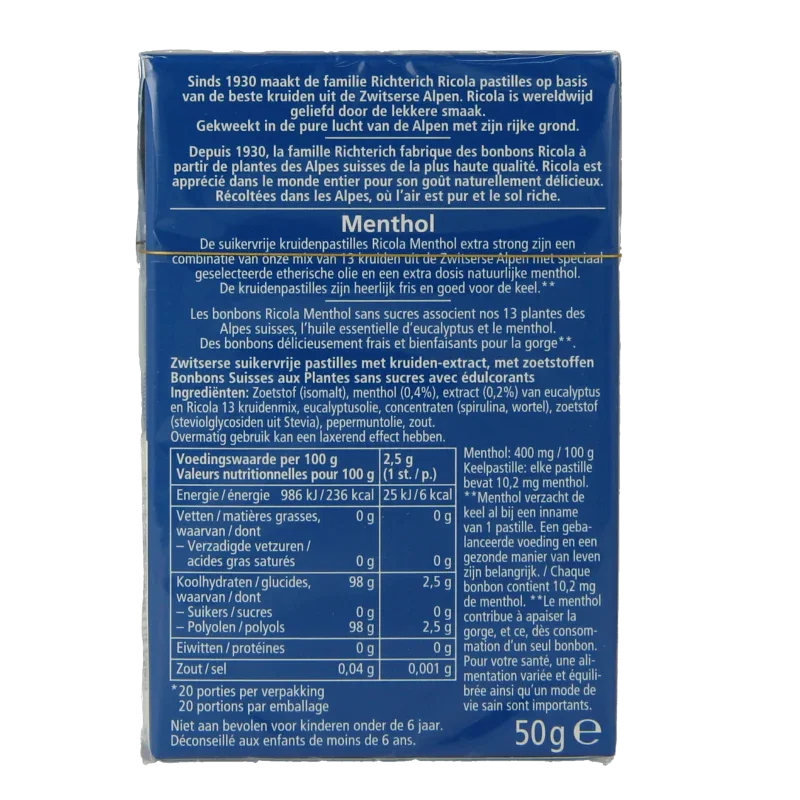 Sinds 1930 maakt de familie Richterich Ricola pastilles op basis
van de beste kruiden uit de Zwitserse Alpen. Ricola is wereldwijd
geliefd door de lekkere smaak.
Gekweekt in de pure lucht van de Alpen met zijn rijke grond.
Depuis 1930, la famille Richterich fabrique des bonbons Ricola à
partir de plantes des Alpes suisses de la plus haute qualité. Ricola est
apprécié dans le monde entier pour son goût naturellement délicieux.
Récoltées dans les Alpes, où l'air est pur et le sol riche.
Menthol
De suikervrije kruidenpastilles Ricola Menthol extra strong zijn een
combinatie van onze mix van 13 kruiden uit de Zwitserse Alpen met speciaal
geselecteerde etherische olie en een extra dosis natuurlijke menthol.
De kruidenpastilles zijn heerlijk fris en goed voor de keel.**
Les bonbons Ricola Menthol sans sucres associent nos 13 plantes des
Alpes suisses, l'huile essentielle d'eucalyptus et le menthol.
Des bonbons délicieusement frais et bienfaisants pour la gorge**.
Zwitserse suikervrije pastilles met kruiden-extract, met zoetstoffen
Bonbons Suisses aux Plantes sans sucres avec édulcorants
Ingrediënten: Zoetstof (isomalt), menthol (0,4%), extract (0,2%) van eucalyptus
en Ricola 13 kruidenmix, eucalyptusolie, concentraten (spirulina, wortel), zoetstof
(steviolglycosiden uit Stevia), pepermuntolie, zout.
Overmatig gebruik kan een laxerend effect hebben.
Voedingswaarde per 100 g 2,5 g
Valeurs nutritionnelles pour 100 g (1 st. / p.)
Energie / énergie 986 kJ / 236 kcal 25 kJ / 6 kcal
Vetten / matières grasses, 0 g 0 g
waarvan / dont
– Verzadigde vetzuren /
acides gras saturés 0 g 0 g
Koolhydraten / glucides, 98 g 2,5 g
waarvan / dont
– Suikers / sucres 0 g 0 g
– Polyolen / polyols 98 g 2,5 g
Eiwitten / protéines 0 g 0 g
Zout / sel 0,04 g 0,001 g
*20 porties per verpakking
20 portions par emballage
Niet aan bevolen voor kinderen onder de 6 jaar.
Déconseillé aux enfants de moins de 6 ans.
Menthol: 400 mg / 100 g
Keelpastille: elke pastille
bevat 10,2 mg menthol.
**Menthol verzacht de
keel al bij een inname
van 1 pastille. Een geba-
lanceerde voeding en een
gezonde manier van leven
zijn belangrijk. / Chaque
bonbon contient 10,2 mg
de menthol. **Le menthol
contribue à apaiser la
gorge, et ce, dès consom-
mation d'un seul bonbon.
Pour votre santé, une ali-
mentation variée et équili-
brée ainsi qu'un mode de
vie sain sont importants.
50 g e